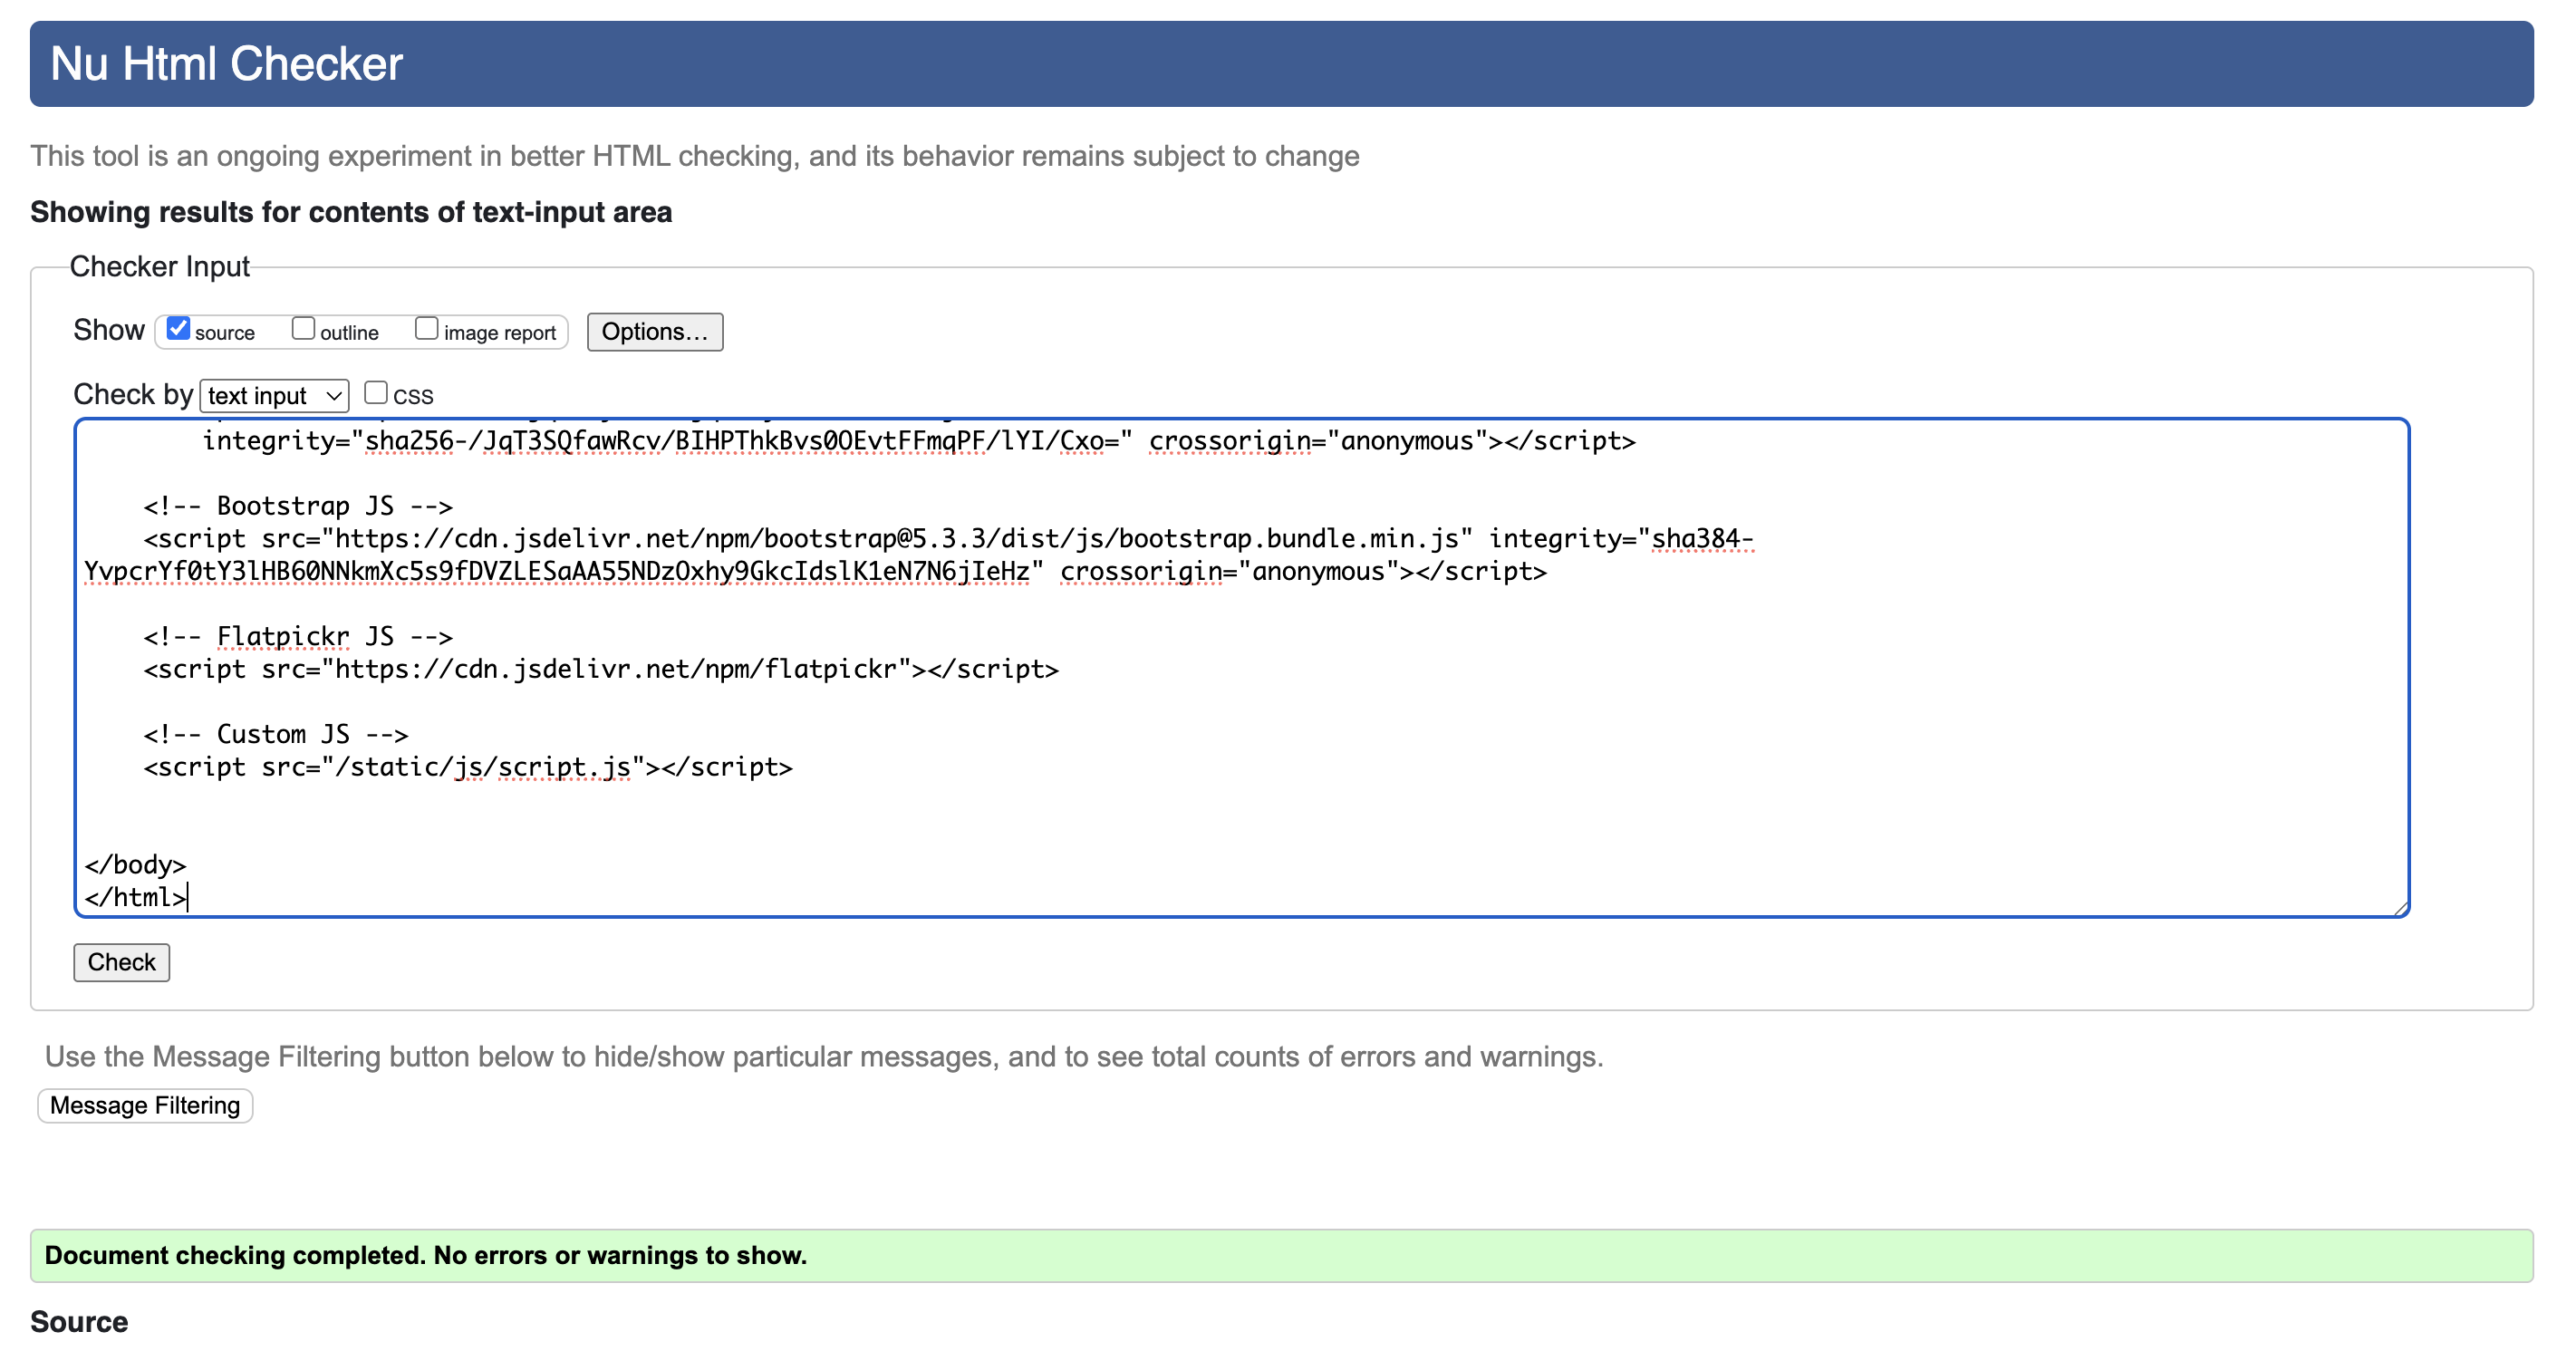 Nu Html Checker
This tool is an ongoing experiment in better HTML checking, and its behavior remains subject to change
Showing results for contents of text-input area
Checker Input
Show source outline image report Options...
Check by text input CSS
integrity="sha256-/JqT3SQfawRcv/BIHPThkBvs0OEvtFFmqPF/lYI/Cxo=" crossorigin="anonymous"></script>
<!-- Bootstrap JS -->
<script src="https://cdn.jsdelivr.net/npm/bootstrap@5.3.3/dist/js/bootstrap.bundle.min.js" integrity="sha384-
YvpcrYf0tY3lHB60NNkmXc5s9fDVZLESaAA55NDzOxhy9GkcIdslK1eN7N6jIeHz" crossorigin="anonymous"></script>
<!-- Flatpickr JS -->
<script src="https://cdn.jsdelivr.net/npm/flatpickr"></script>
<!-- Custom JS -->
<script src="/static/js/script.js"></script>
</body>
</html>
Check
Use the Message Filtering button below to hide/show particular messages, and to see total counts of errors and warnings.
Message Filtering
Document checking completed. No errors or warnings to show.
Source